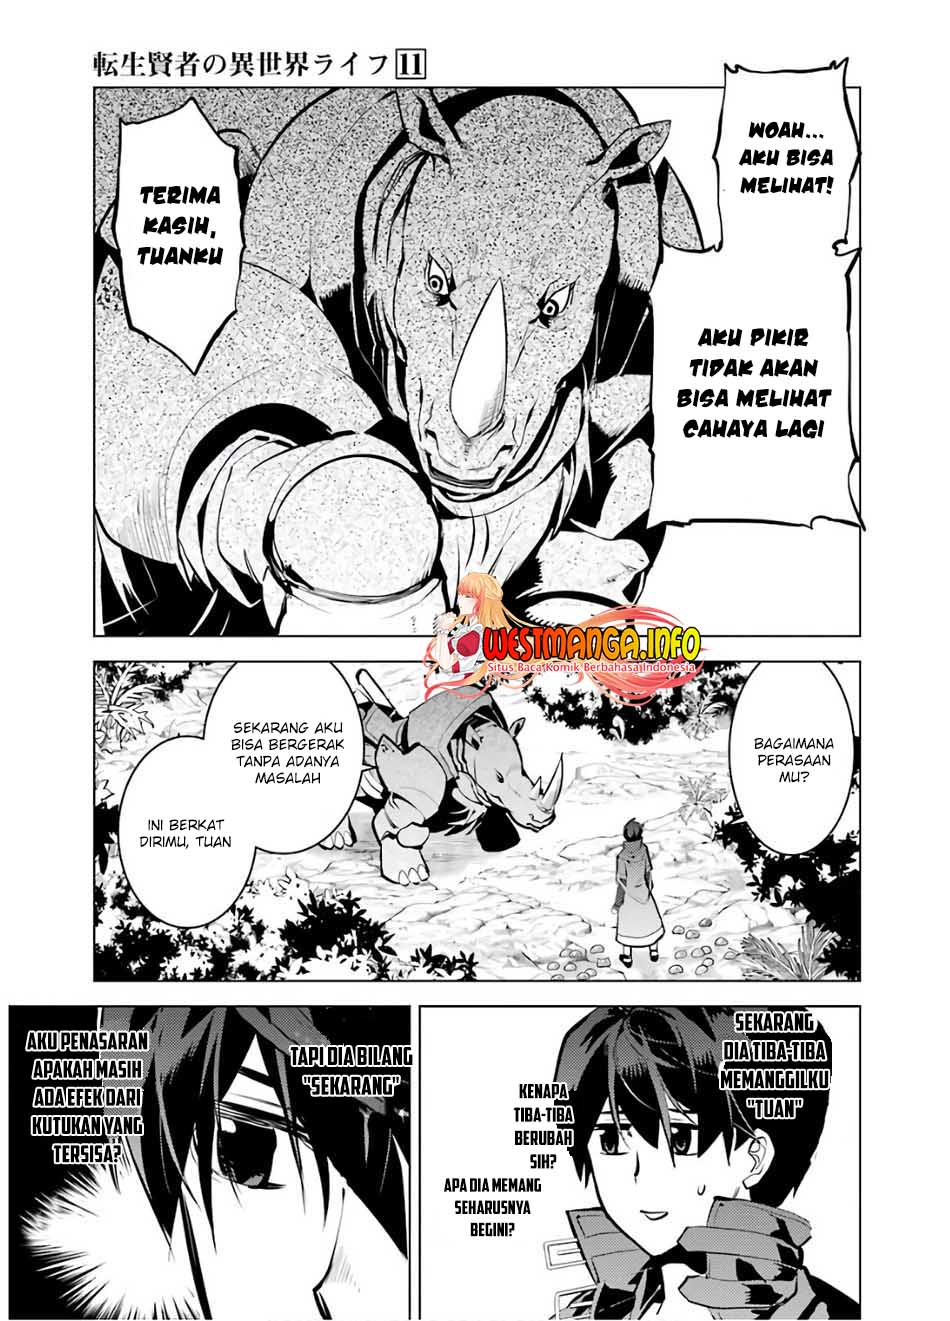 転生賢者の異世界ライフ 11
WOAH...
AKU BISA
MELIHAT!
AKU PIKIR
TIDAK AKAN
BISA MELIHAT
CAHAYA LAGI
TERIMA
KASIH,
TUANKU
WESTMANGA.INFO
Situs Baca Komik Berbahasa Indonesia
BAGAIMANA
PERASAAN
MU?
SEKARANG AKU
BISA BERGERAK
TANPA ADANYA
MASALAH
INI BERKAT
DIRIMU, TUAN
SEKARANG
DIA TIBA-TIBA
MEMANGGILKU
"TUAN"
KENAPA
TIBA-TIBA
BERUBAH
SIH?
APA DIA MEMANG
SEHARUSNYA
BEGINI?
TAPI DIA BILANG
"SEKARANG"
AKU PENASARAN
APAKAH MASIH
ADA EFEK DARI
KUTUKAN YANG
TERSISA?